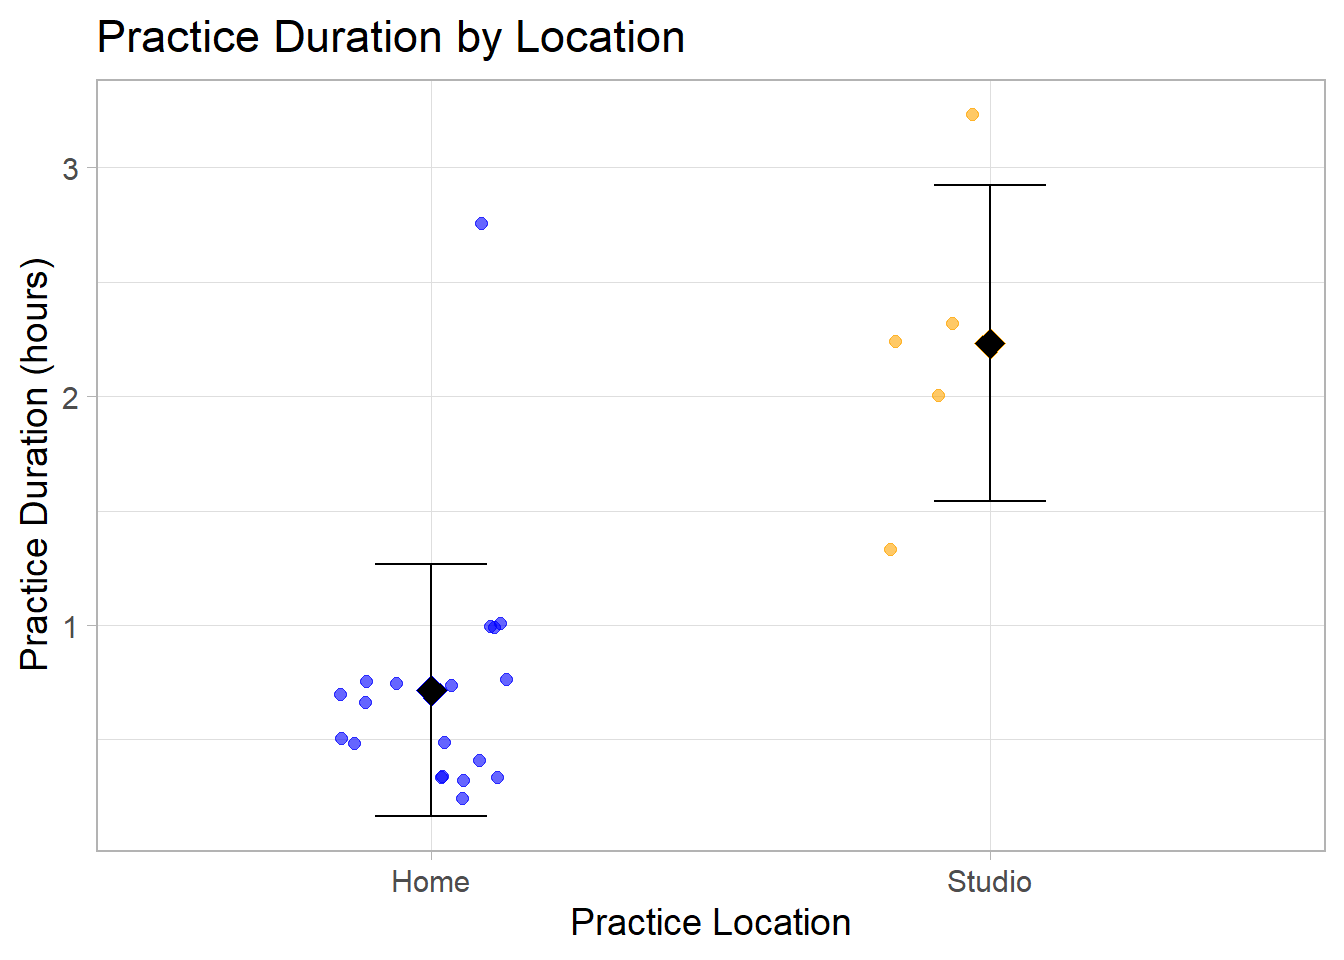 Practice Duration by Location
Practice Duration (hours)
3
2
1
Home
Studio
Practice Location